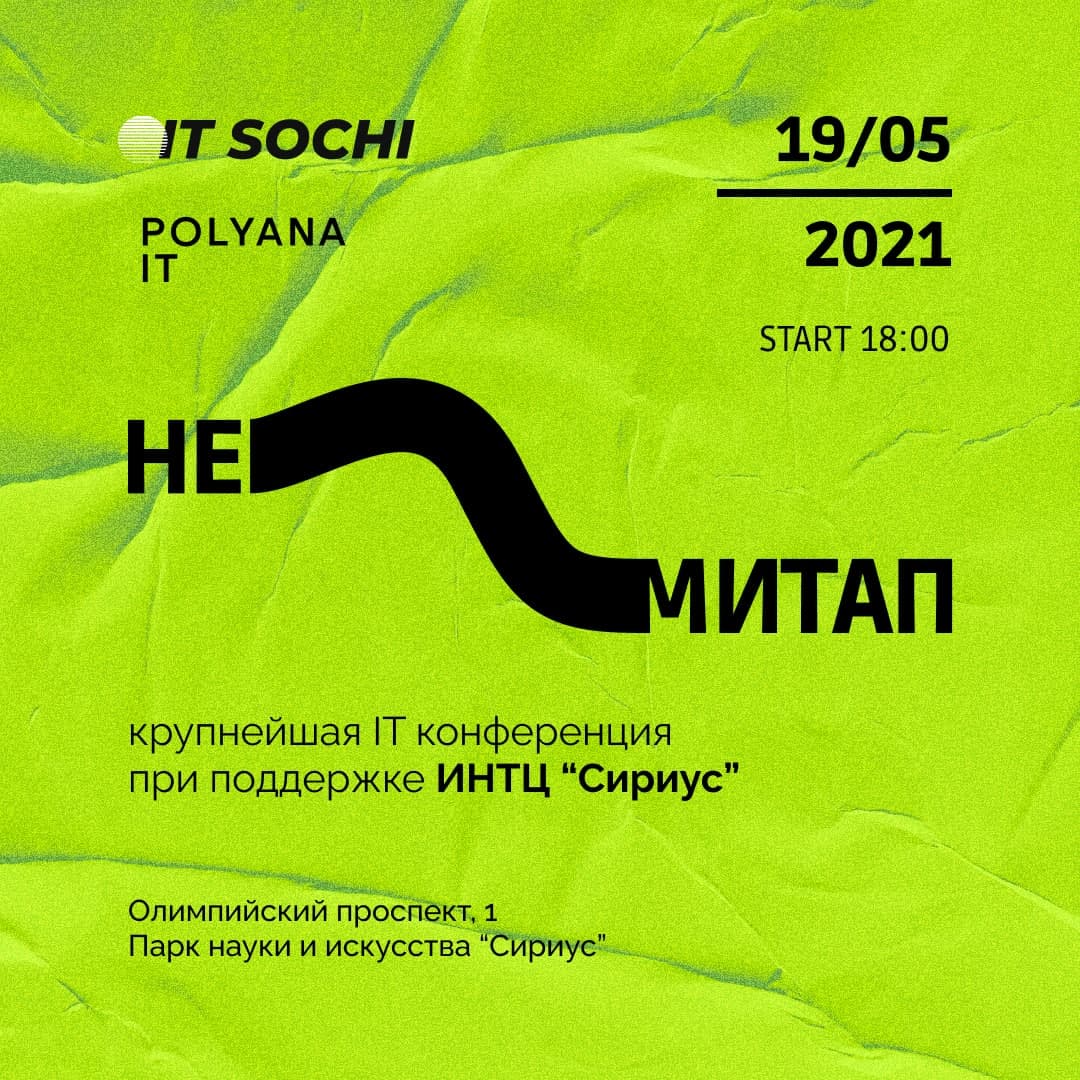 IT SOCHI
POLYANA
IT
19/05
2021
START 18:00
НЕ
МИТАП
крупнейшая IT конференция
при поддержке ИНТЦ “Сириус”
Олимпийский проспект, 1
Парк науки и искусства “Сириус”